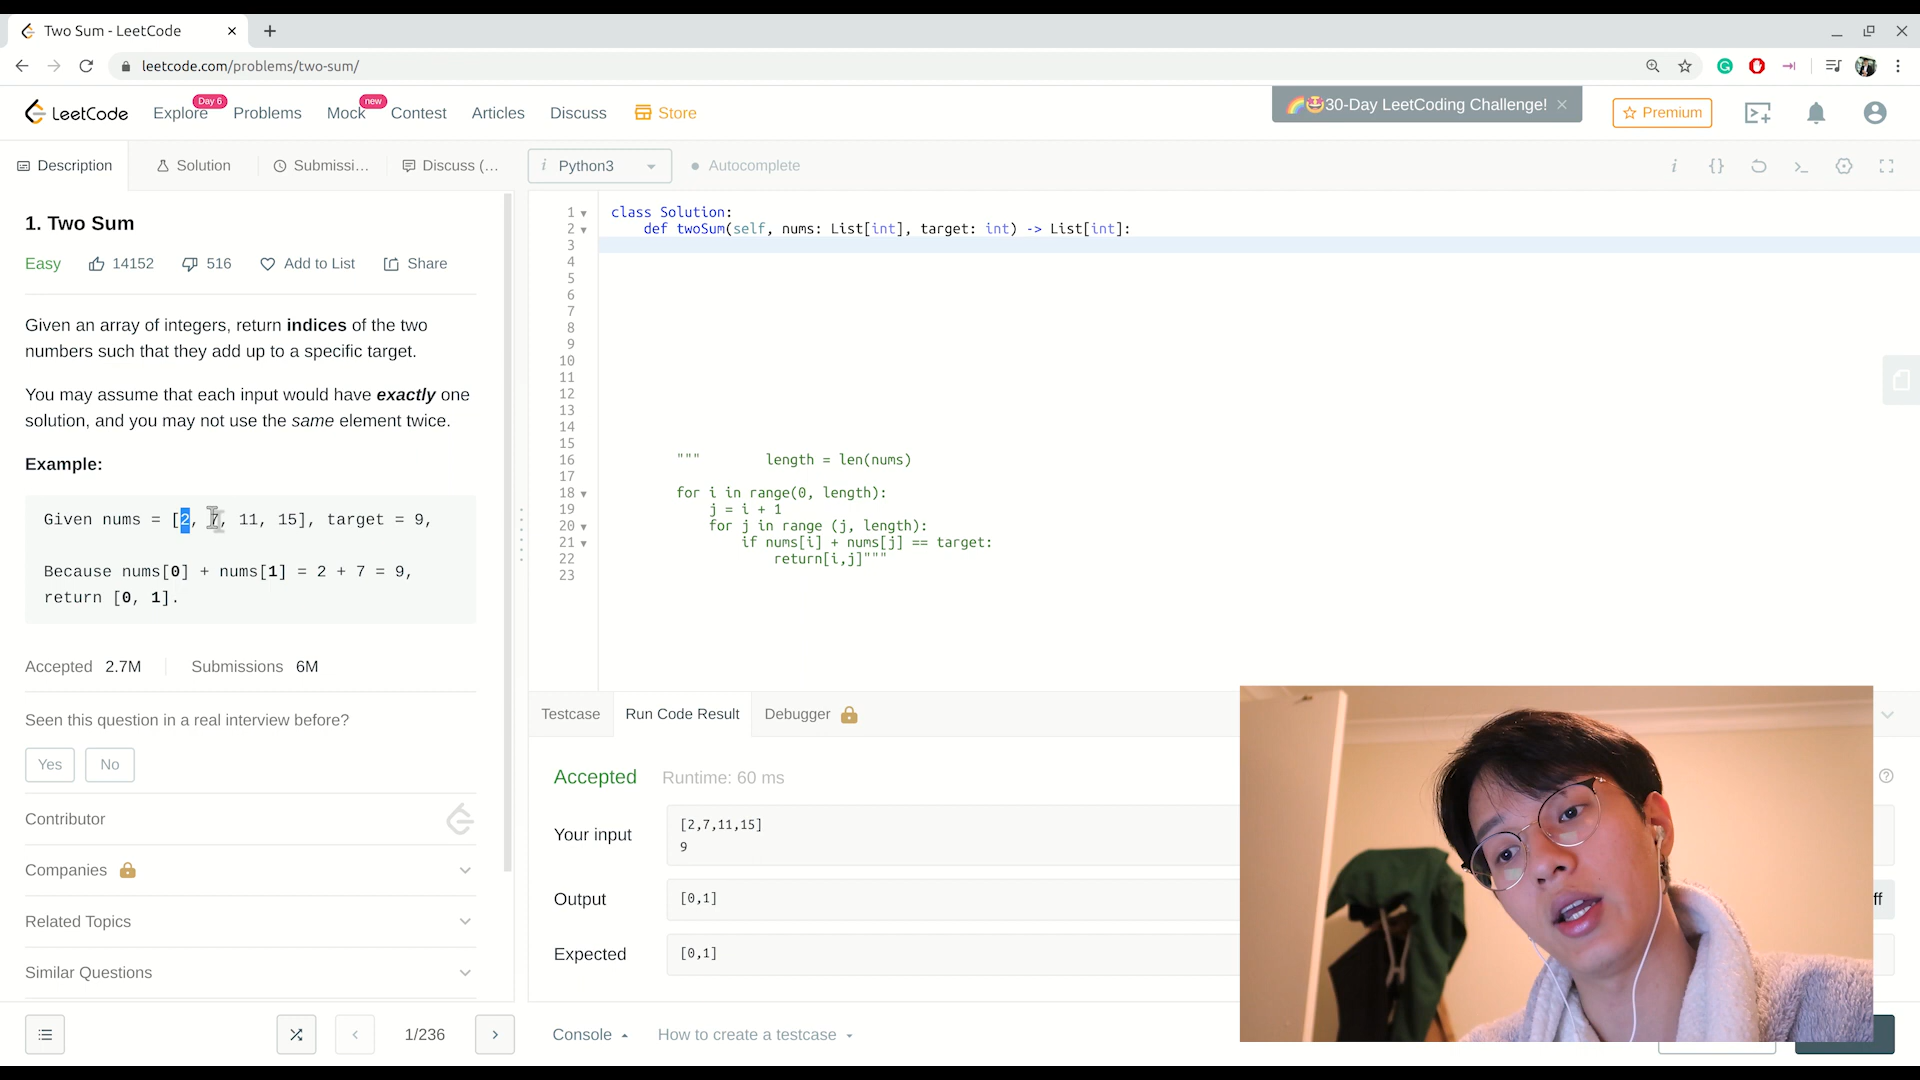 Two Sum - LeetCode
leetcode.com/problems/two-sum/
LeetCode
Explore
Day 6
Problems
Mock
new
Contest
Articles
Discuss
Store
30-Day LeetCoding Challenge!
Premium
Description
Solution
Submissi...
Discuss (...
i Python3
Autocomplete
1. Two Sum
Easy
14152
516
Add to List
Share
Given an array of integers, return indices of the two
numbers such that they add up to a specific target.
You may assume that each input would have exactly one
solution, and you may not use the same element twice.
Example:
Given nums = [2, 7, 11, 15], target = 9,
Because nums[0] + nums[1] = 2 + 7 = 9,
return [0, 1].
Accepted 2.7M
Submissions 6M
Seen this question in a real interview before?
Yes
No
Contributor
Companies
Related Topics
Similar Questions
1/236
1 class Solution:
2 def twoSum(self, nums: List[int], target: int) -> List[int]:
3
4
5
6
7
8
9
10
11
12
13
14
15
16 """ length = len(nums)
17
18 for i in range(0, length):
19 j = i + 1
20 for j in range (j, length):
21 if nums[i] + nums[j] == target:
22 return[i,j]"""
23
Testcase
Run Code Result
Debugger
Accepted
Runtime: 60 ms
Your input
[2,7,11,15]
9
Output
[0,1]
ff
Expected
[0,1]
Console
How to create a testcase